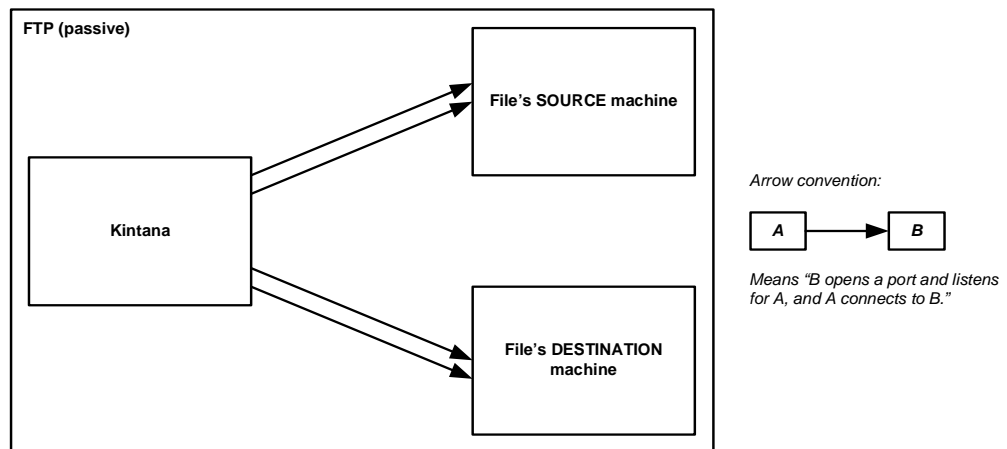 FTP (passive)
File’s SOURCE machine
Kintana
File’s DESTINATION
machine
Arrow convention:
A
B
Means “B opens a port and listens
for A, and A connects to B.”